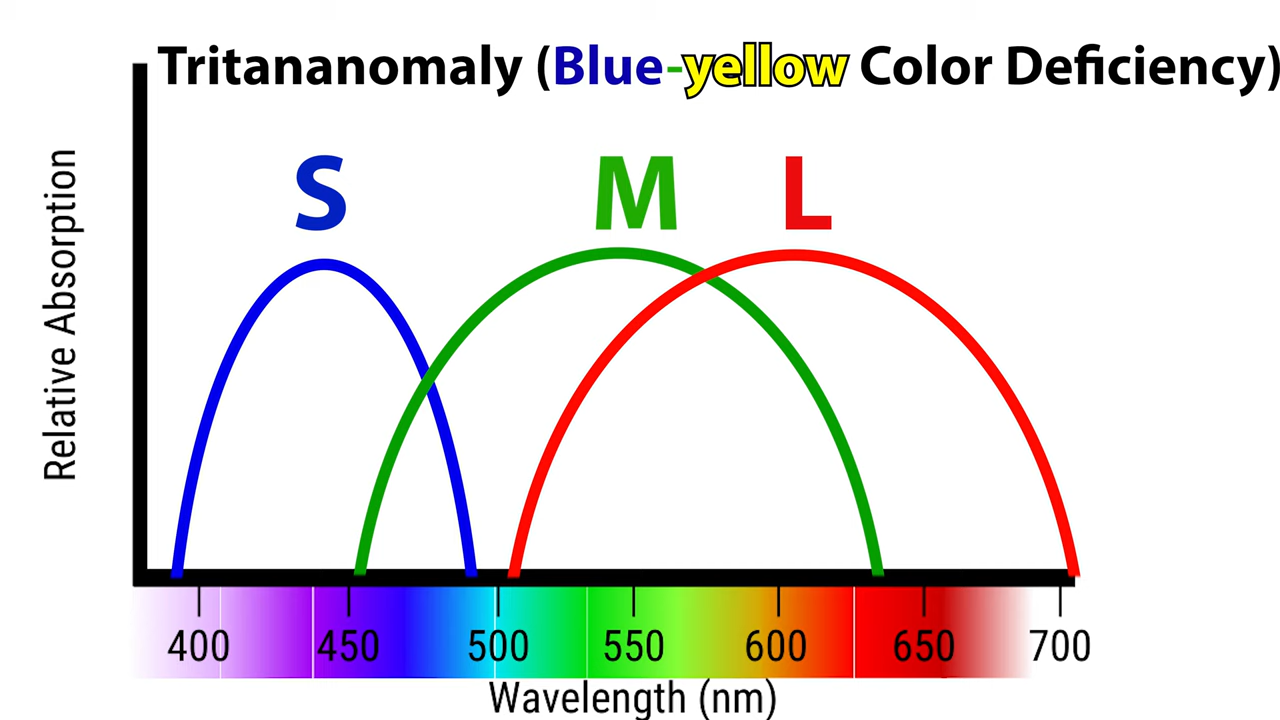 Tritananomaly (Blue-yellow Color Deficiency)
S M L
Relative Absorption
400 450 500 550 600 650 700
Wavelength (nm)